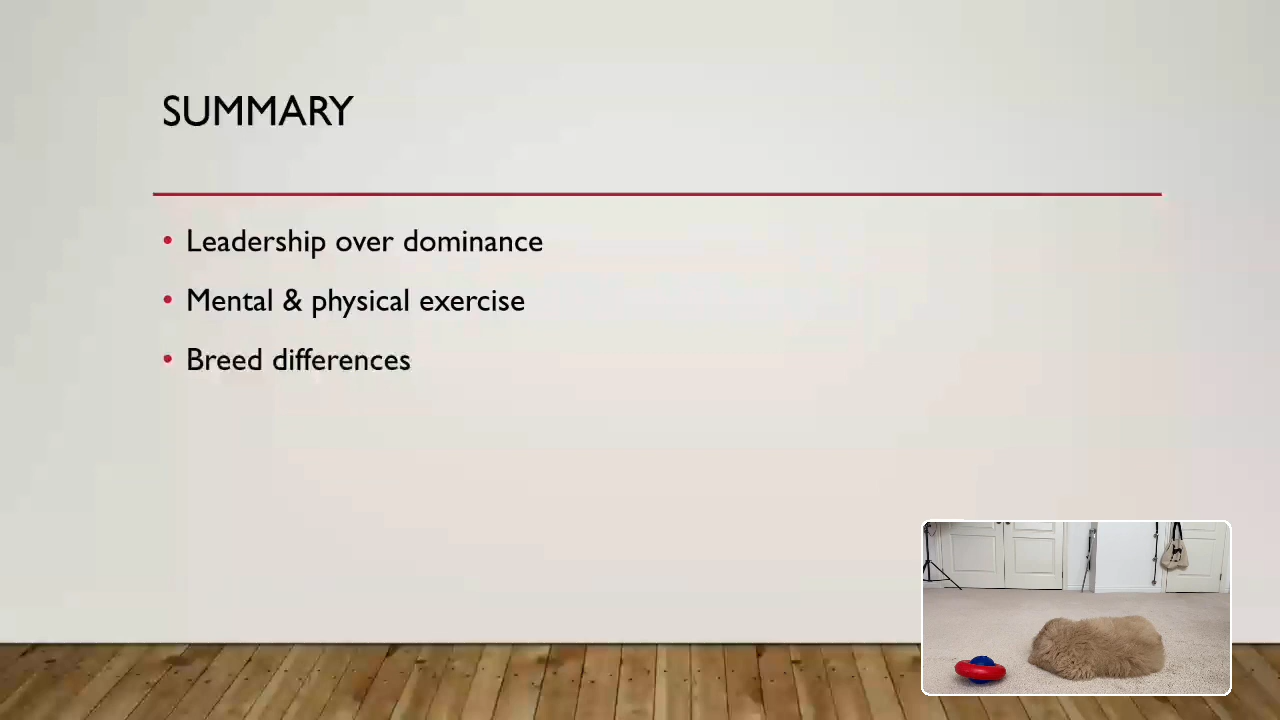 SUMMARY
• Leadership over dominance
• Mental & physical exercise
• Breed differences